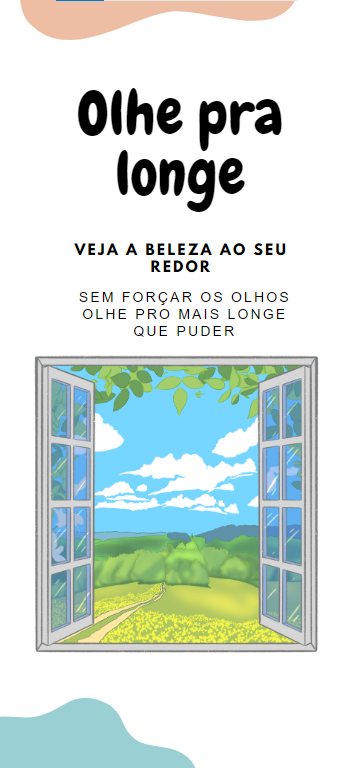 Olhe pra
longe
VEJA A BELEZA AO SEU
REDOR
SEM FORÇAR OS OLHOS
OLHE PRO MAIS LONGE
QUE PUDER